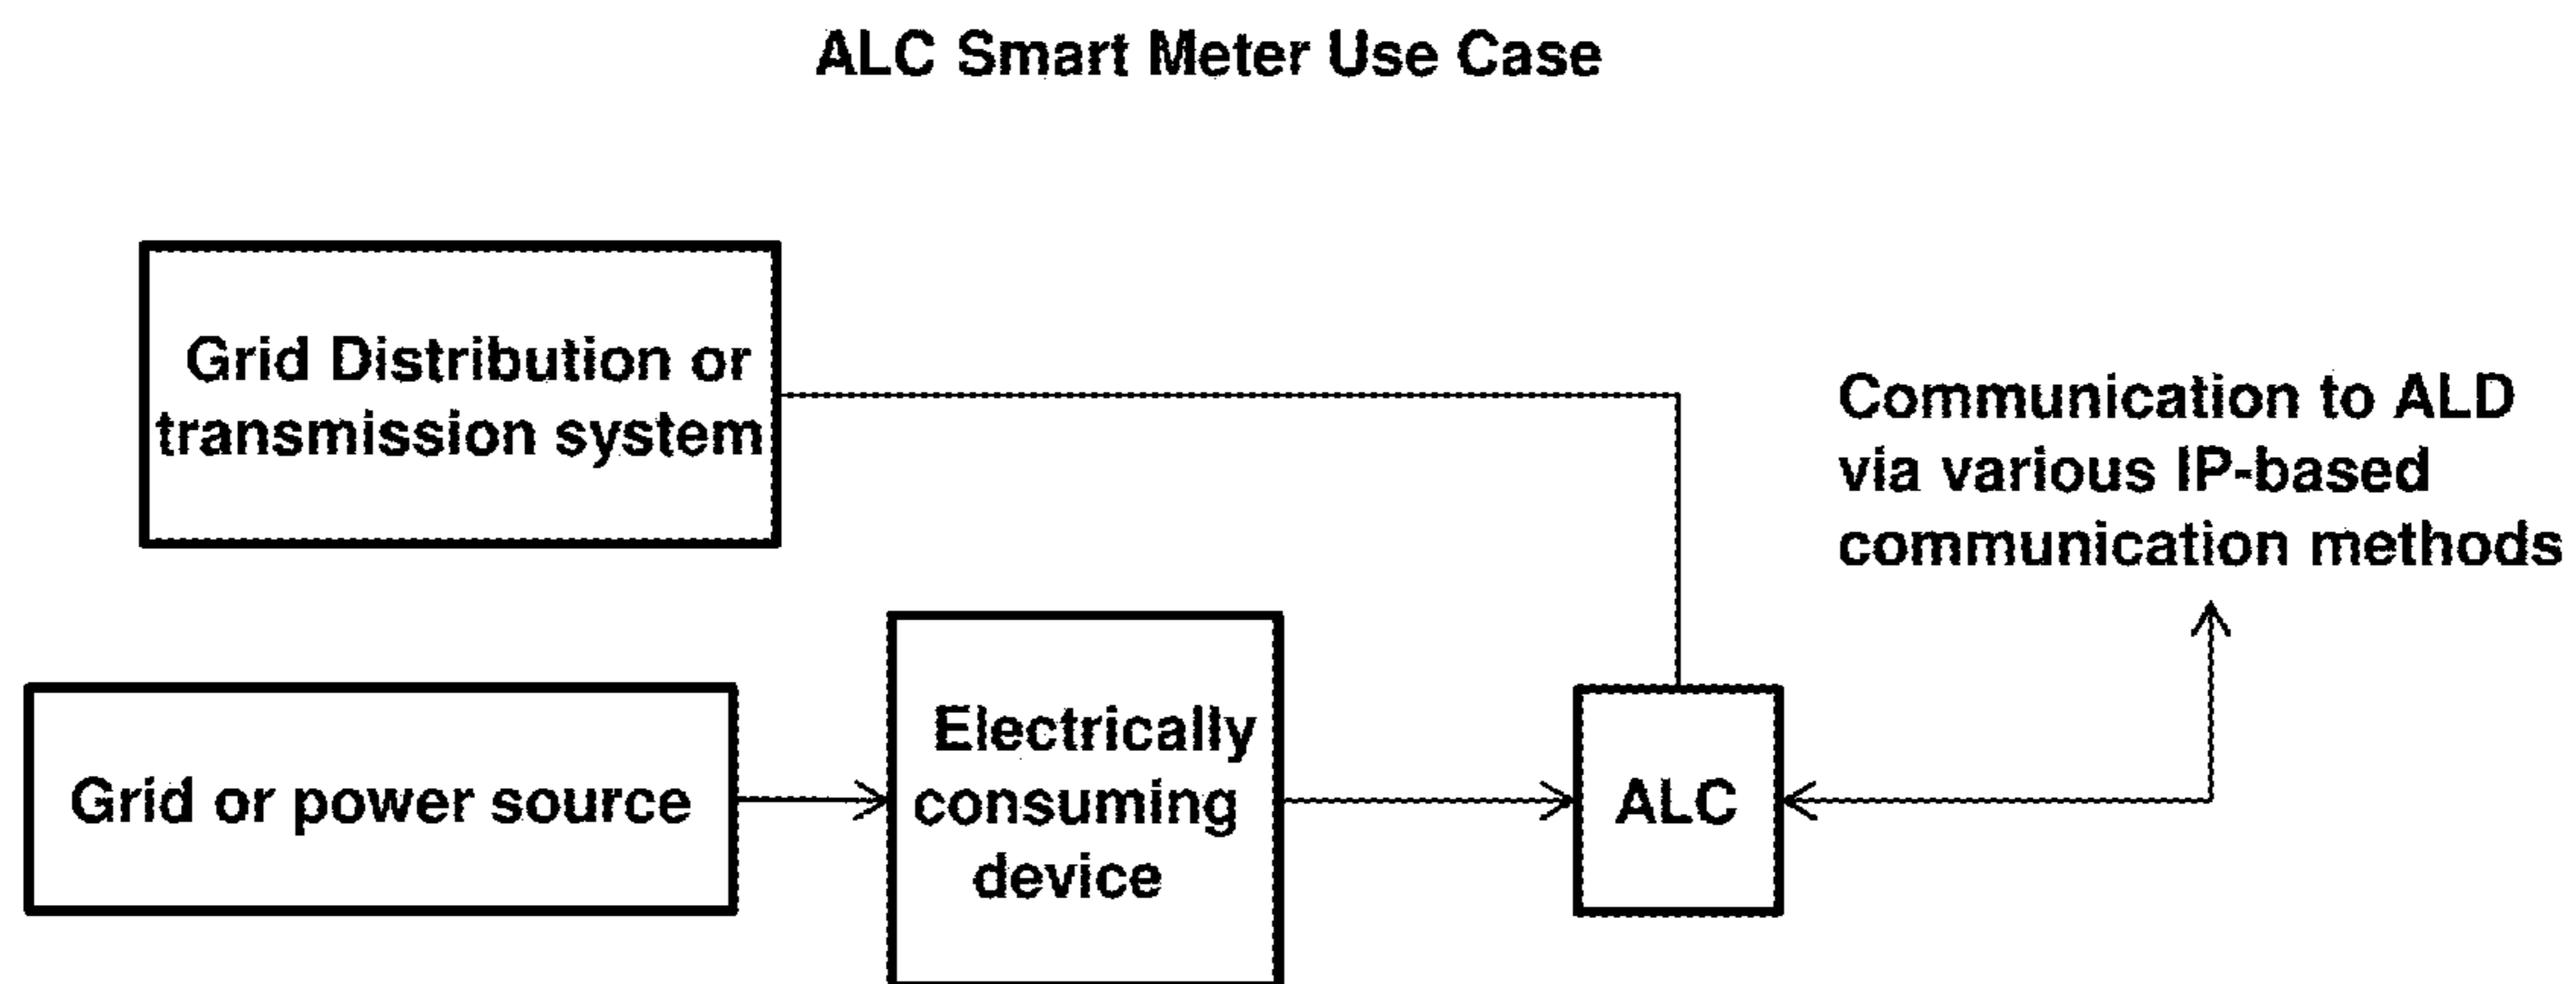 ALC Smart Meter Use Case
Grid Distribution or
transmission system
Communication to ALD
via various IP-based
communication methods
Grid or power source
Electrically
consuming
device
ALC